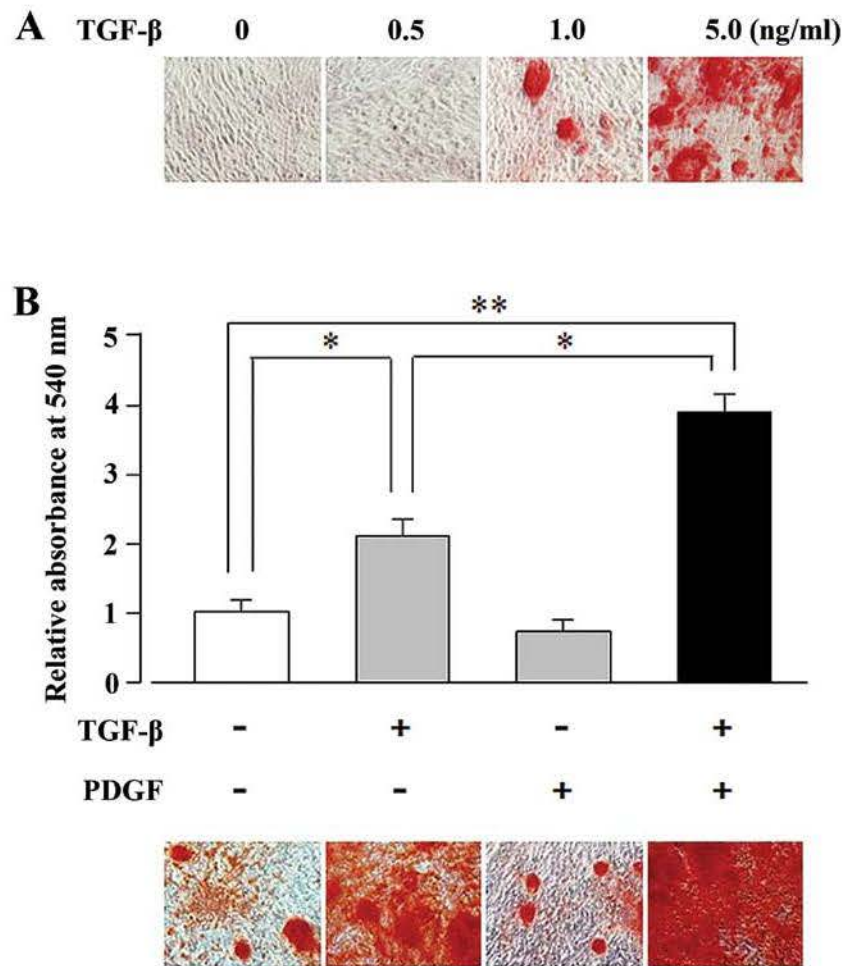 A TGF-β 0 0.5 1.0 5.0 (ng/ml)
B
**
* *
Relative absorbance at 540 nm
5
4
3
2
1
0
TGF-β - + - +
PDGF - - + +